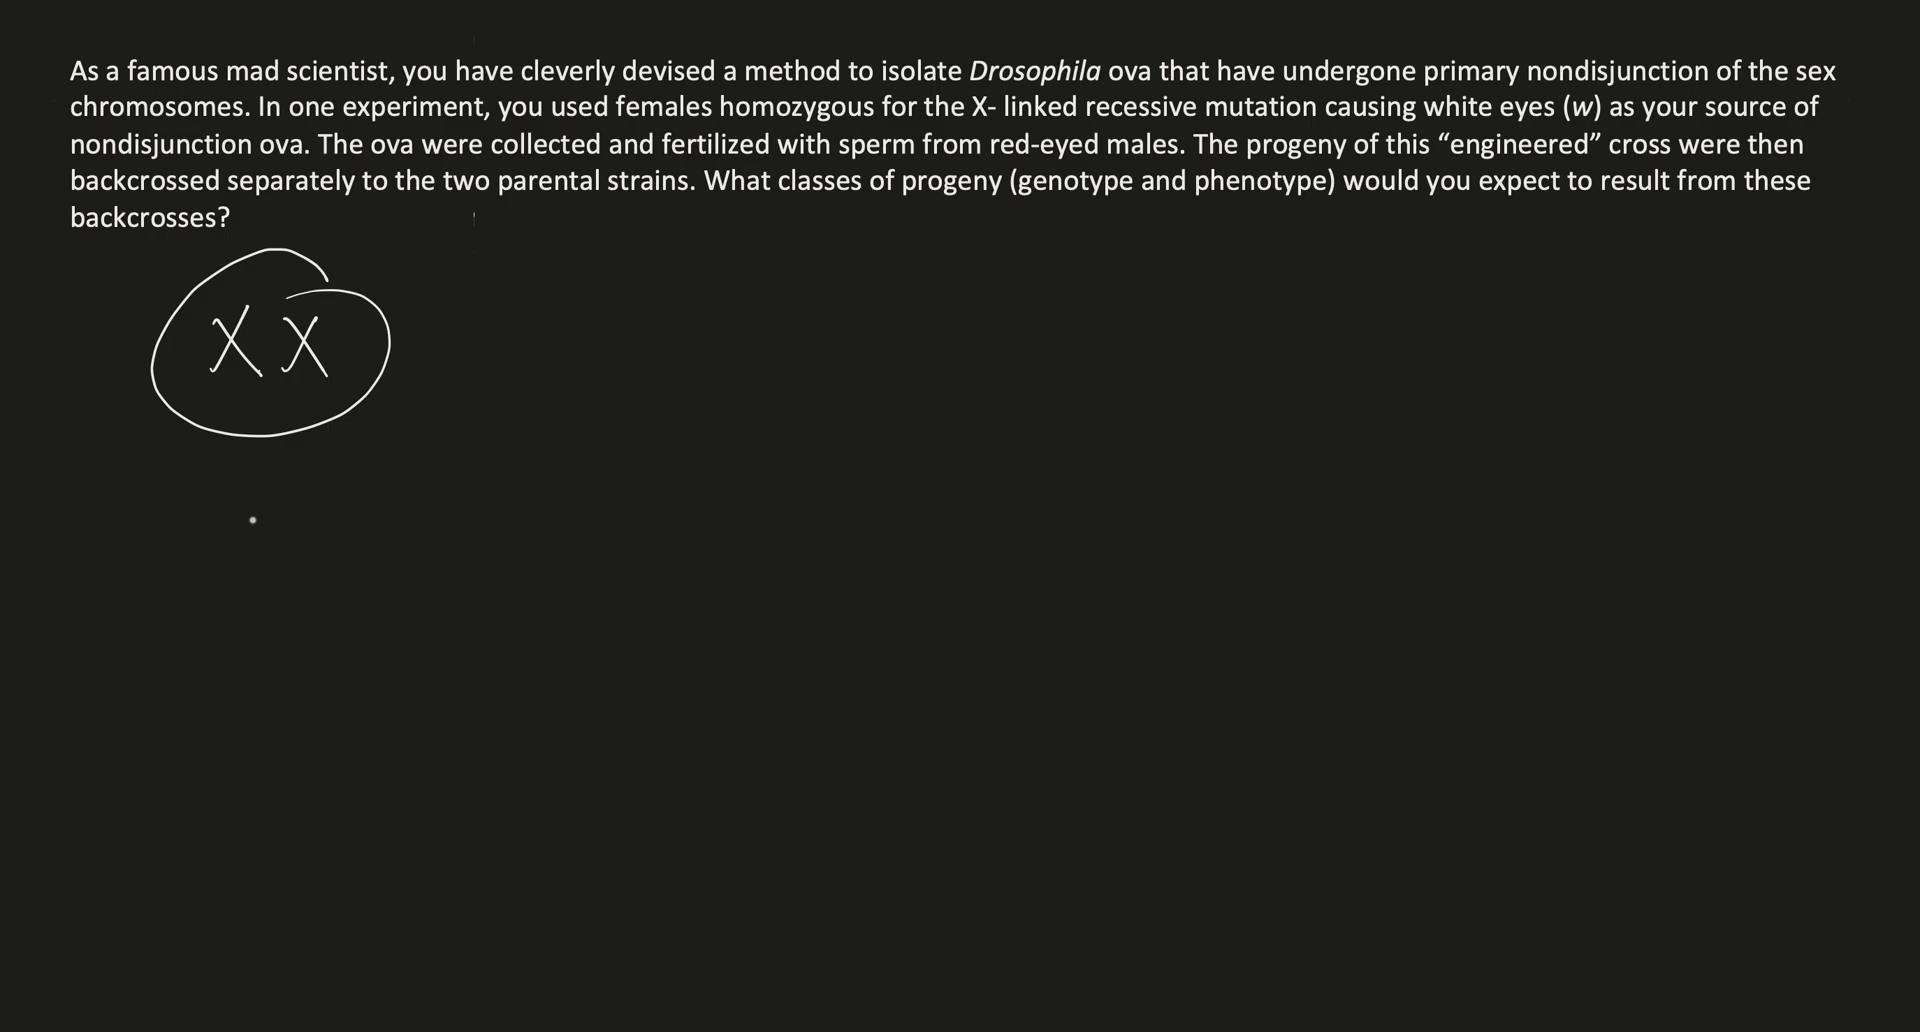 As a famous mad scientist, you have cleverly devised a method to isolate Drosophila ova that have undergone primary nondisjunction of the sex
chromosomes. In one experiment, you used females homozygous for the X- linked recessive mutation causing white eyes (w) as your source of
nondisjunction ova. The ova were collected and fertilized with sperm from red-eyed males. The progeny of this “engineered” cross were then
backcrossed separately to the two parental strains. What classes of progeny (genotype and phenotype) would you expect to result from these
backcrosses?
X X